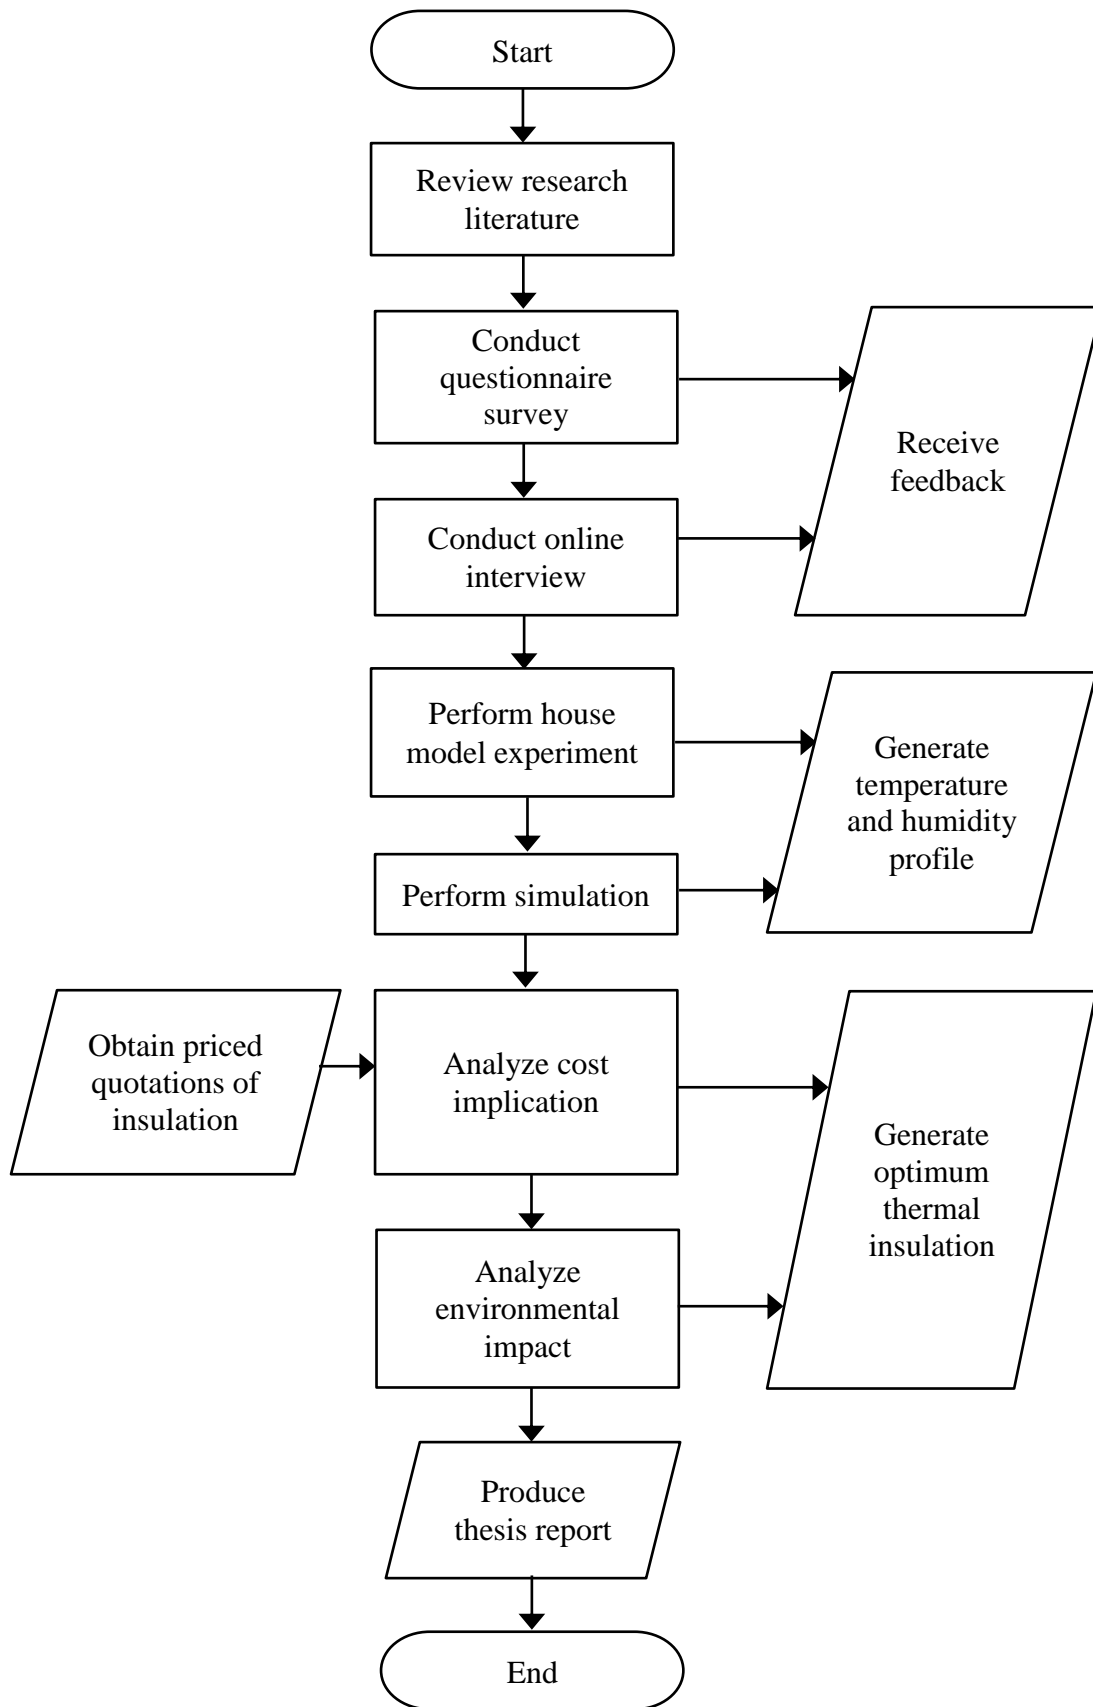 Start
Review research
literature
Conduct
questionnaire
survey
Receive
feedback
Conduct online
interview
Perform house
model experiment
Generate
temperature
and humidity
profile
Perform simulation
Obtain priced
quotations of
insulation
Analyze cost
implication
Generate
optimum
thermal
insulation
Analyze
environmental
impact
Produce
thesis report
End